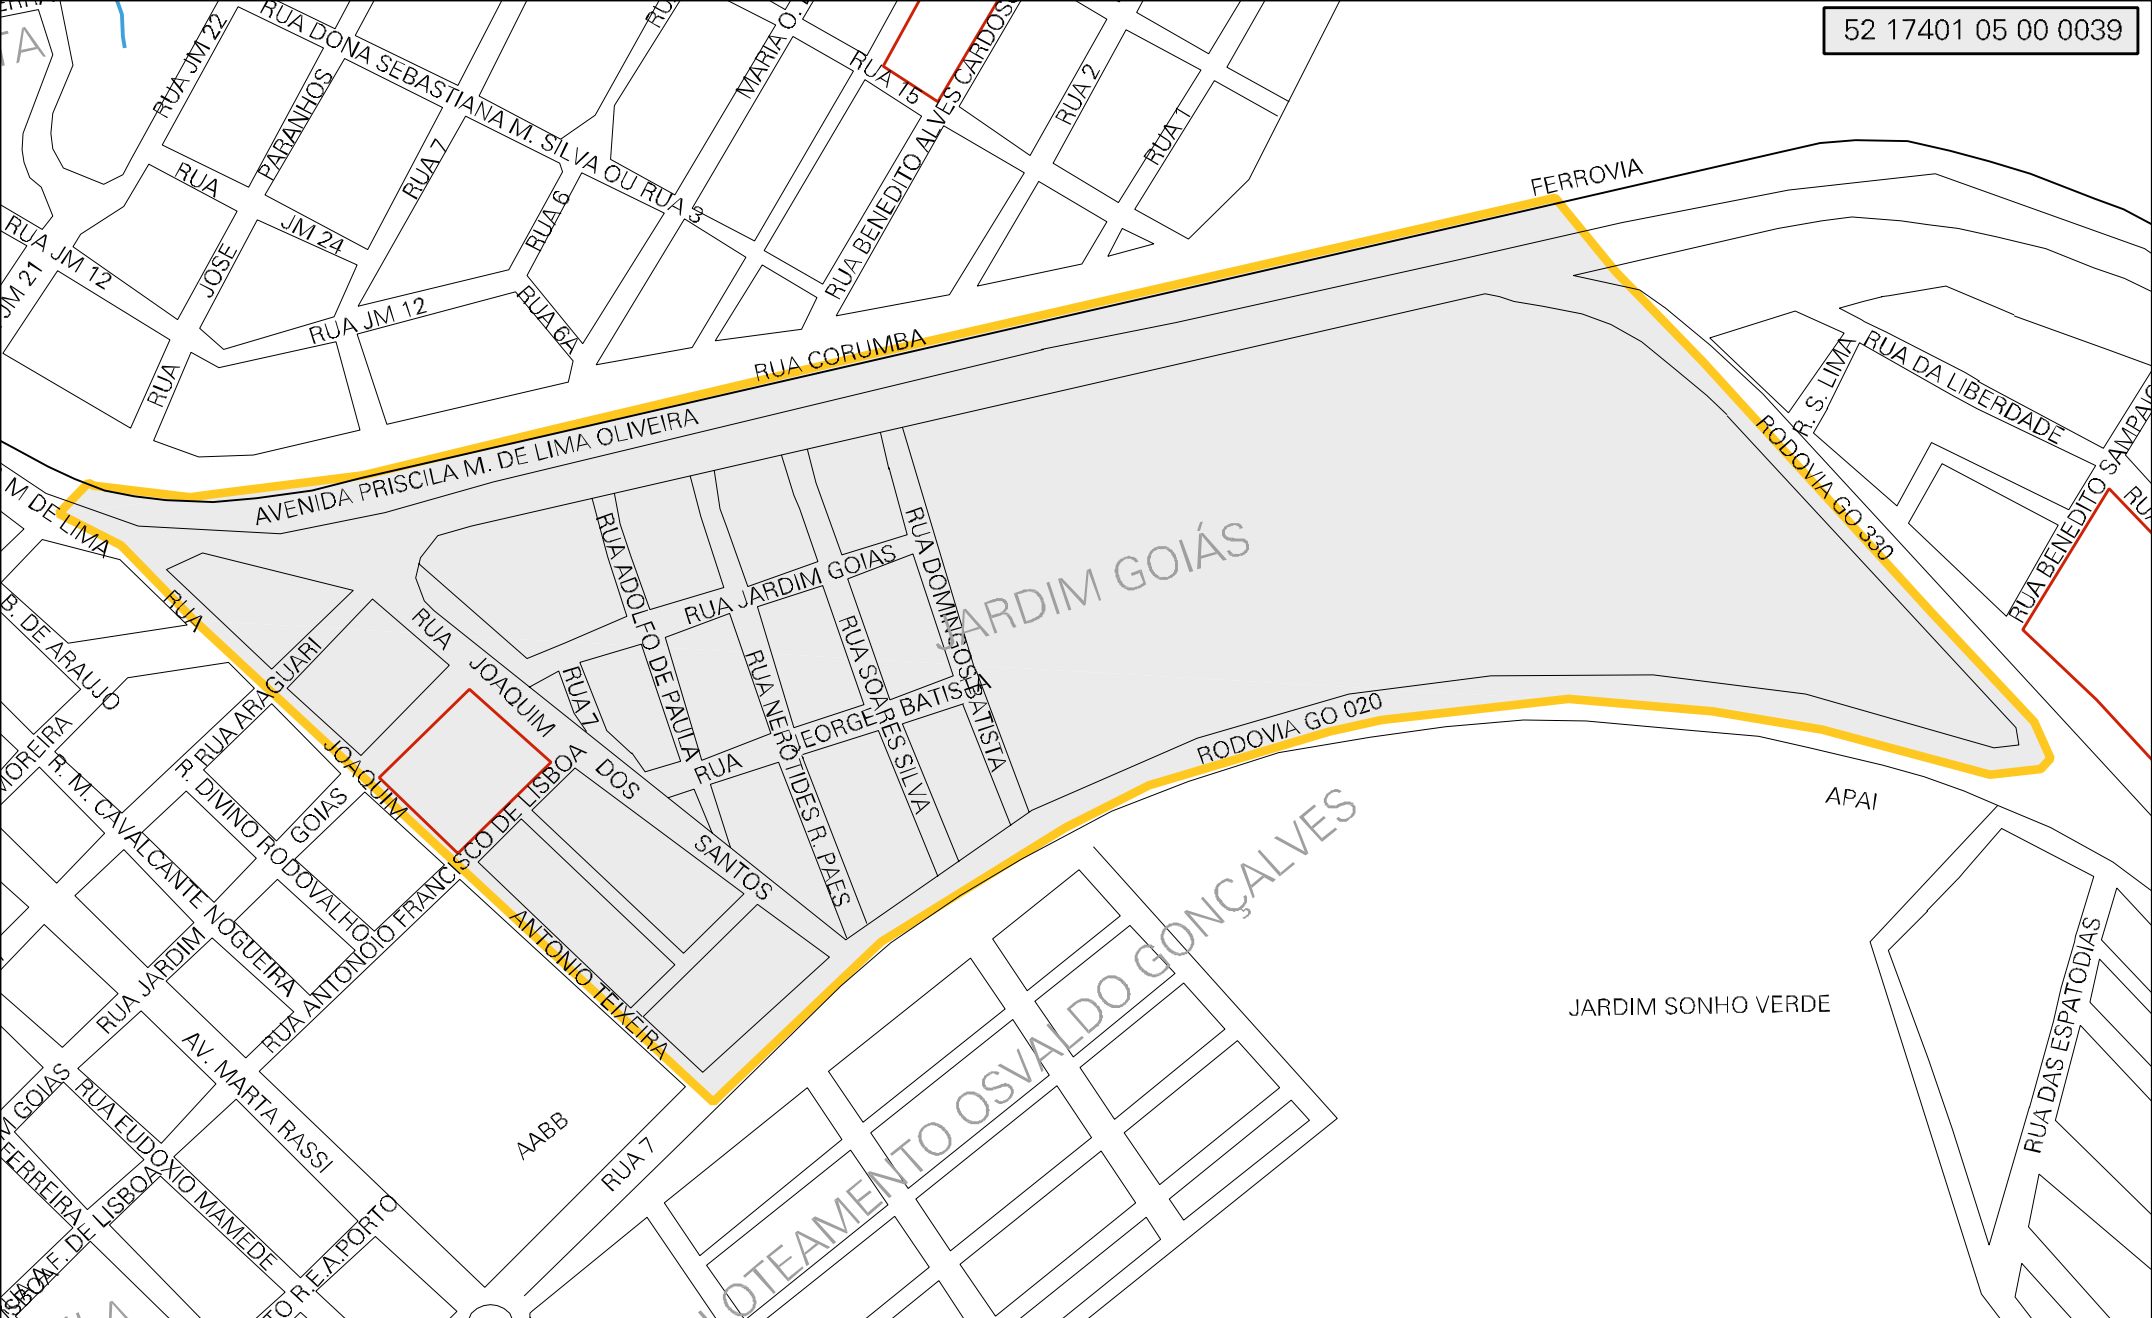 52 17401 05 00 0039
TA
RUA JM 22
RUA DONA SEBASTIANA M. SILVA OU RUA 3
PARANHOS
MARIA O.
RUA 15
RUA BENEDITO ALVES CARDOSO
RUA 2
RUA 1
RUA 7
RUA
JM 24
RUA 6
JOSE
RUA JM 12
JM 21
RUA JM 12
RUA 6A
RUA
FERROVIA
RUA CORUMBA
AVENIDA PRISCILA M. DE LIMA OLIVEIRA
R. S. LIMA
RUA DA LIBERDADE
RODOVIA GO 330
RUA BENEDITO SAMPAIO
RUA
M DE LIMA
RUA
JOAQUIM
ANTONIO TEIXEIRA
B. DE ARAUJO
RUA ARAGUARI
RUA
JOAQUIM
DOS
SANTOS
RUA ADOLFO DE PAULA
RUA JARDIM GOIAS
RUA DOMINGOS BATISTA
RUA SOARES SILVA
RUA NEROTIDES R. PAES
RUA 7
RUA
GEORGE BATISTA
JARDIM GOIÁS
RODOVIA GO 020
MOREIRA
R. M. CAVALCANTE NOGUEIRA
R. DIVINO RODOVALHO
GOIAS
RUA ANTONOIO FRANCISCO DE LISBOA
RUA JARDIM
AV. MARTA RASSI
M GOIAS
RUA EUDOXIO MAMEDE
FERREIRA
A. F. DE LISBOA
R.E.A.PORTO
AABB
RUA 7
LOTEAMENTO OSVALDO GONÇALVES
APAI
JARDIM SONHO VERDE
RUA DAS ESPATODIAS